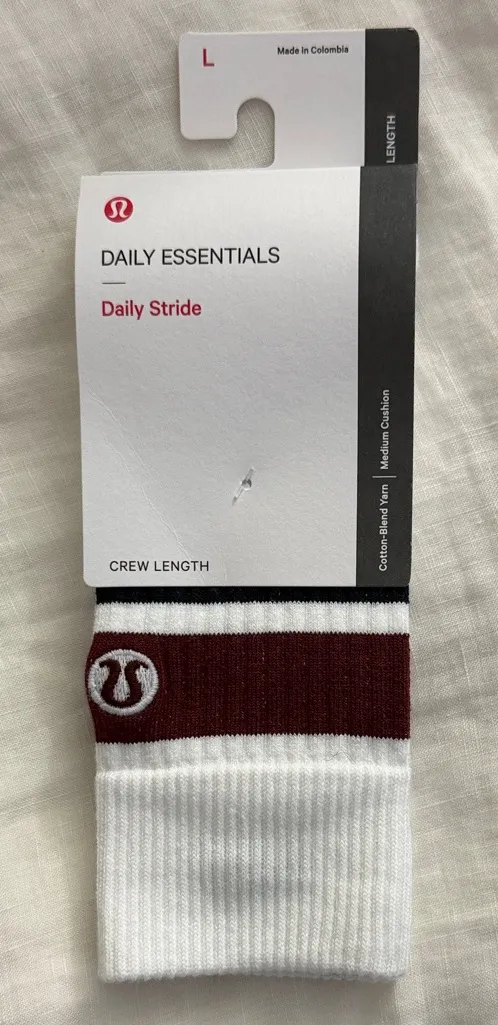 L
Made in Colombia
LENGTH
DAILY ESSENTIALS
Daily Stride
Cotton-Blend Yarn | Medium Cushion
CREW LENGTH